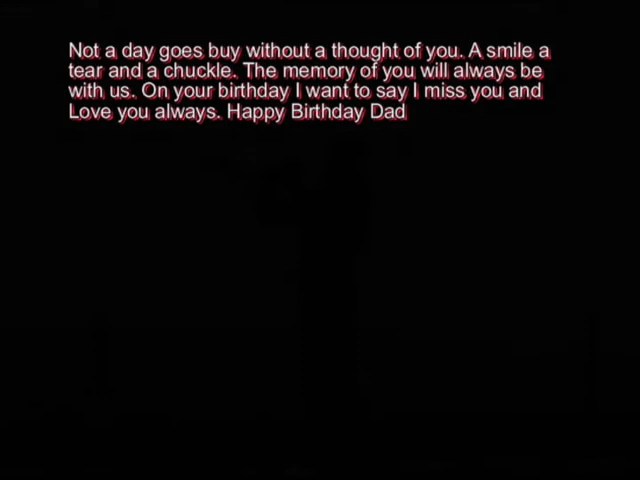 Not a day goes buy without a thought of you. A smile a
tear and a chuckle. The memory of you will always be
with us. On your birthday I want to say I miss you and
Love you always. Happy Birthday Dad